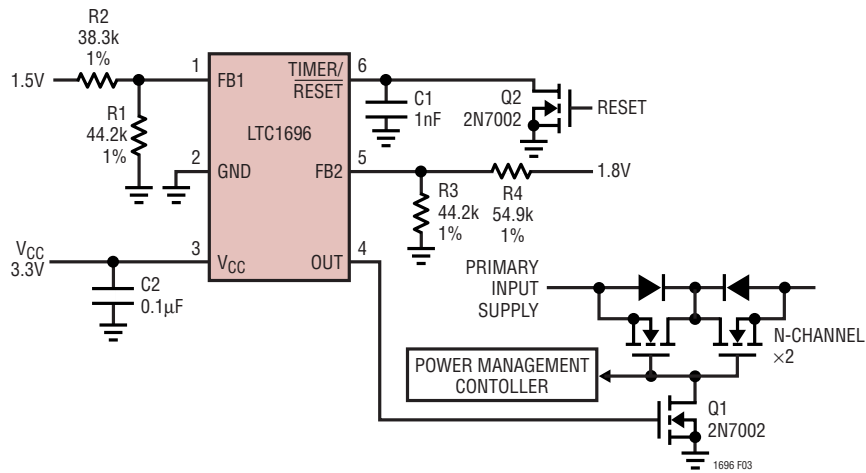 R2
38.3k
1%
1.5V
1
FB1
TIMER/
RESET
6
C1
1nF
Q2
2N7002
RESET
R1
44.2k
1%
LTC1696
2
GND
FB2
5
1.8V
R3
44.2k
1%
R4
54.9k
1%
VCC
3.3V
3
VCC
OUT
4
C2
0.1µF
PRIMARY
INPUT
SUPPLY
N-CHANNEL
×2
POWER MANAGEMENT
CONTOLLER
Q1
2N7002
1696 F03